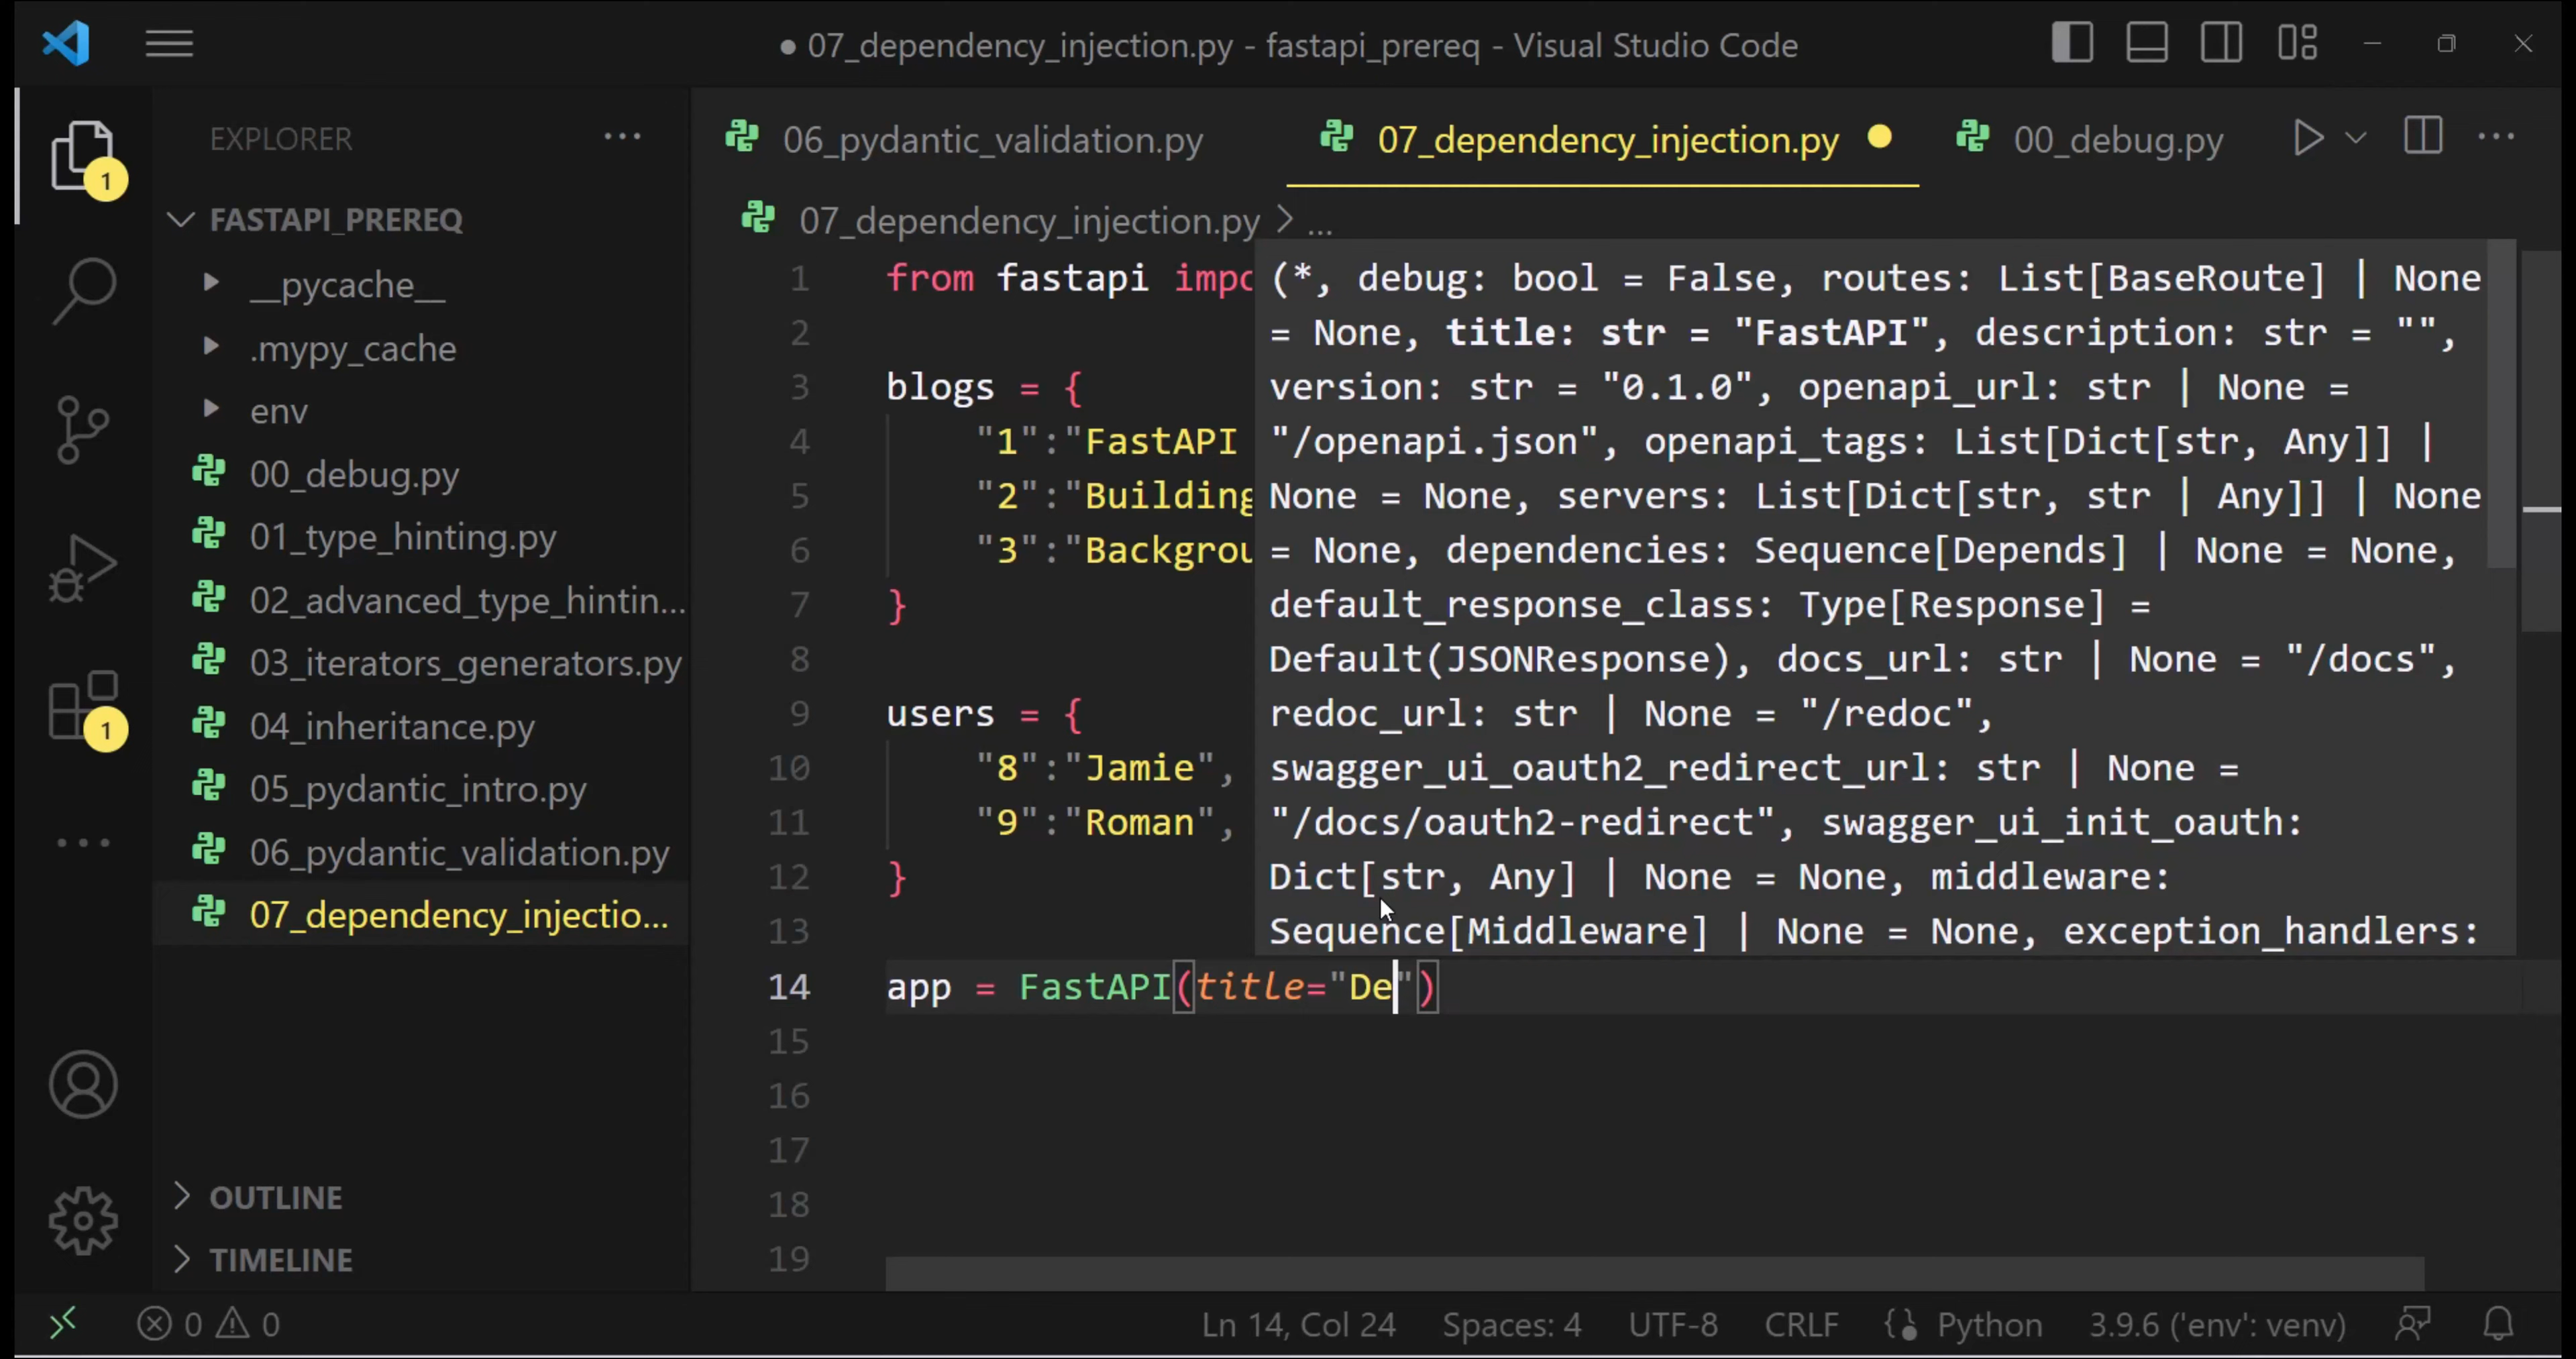 ● 07_dependency_injection.py - fastapi_prereq - Visual Studio Code
EXPLORER
FASTAPI_PREREQ
__pycache__
.mypy_cache
env
00_debug.py
01_type_hinting.py
02_advanced_type_hintin...
03_iterators_generators.py
04_inheritance.py
05_pydantic_intro.py
06_pydantic_validation.py
07_dependency_injectio...
OUTLINE
TIMELINE
1
1
06_pydantic_validation.py
07_dependency_injection.py
00_debug.py
07_dependency_injection.py > ...
1 from fastapi impo
2
3 blogs = {
4 "1":"FastAPI
5 "2":"Building
6 "3":"Backgrou
7 }
8
9 users = {
10 "8":"Jamie",
11 "9":"Roman",
12 }
13
14 app = FastAPI(title="De")
15
16
17
18
19
(*, debug: bool = False, routes: List[BaseRoute] | None
= None, title: str = "FastAPI", description: str = "",
version: str = "0.1.0", openapi_url: str | None =
"/openapi.json", openapi_tags: List[Dict[str, Any]] |
None = None, servers: List[Dict[str, str | Any]] | None
= None, dependencies: Sequence[Depends] | None = None,
default_response_class: Type[Response] =
Default(JSONResponse), docs_url: str | None = "/docs",
redoc_url: str | None = "/redoc",
swagger_ui_oauth2_redirect_url: str | None =
"/docs/oauth2-redirect", swagger_ui_init_oauth:
Dict[str, Any] | None = None, middleware:
Sequence[Middleware] | None = None, exception_handlers:
0 0 Ln 14, Col 24 Spaces: 4 UTF-8 CRLF Python 3.9.6 ('env': venv)